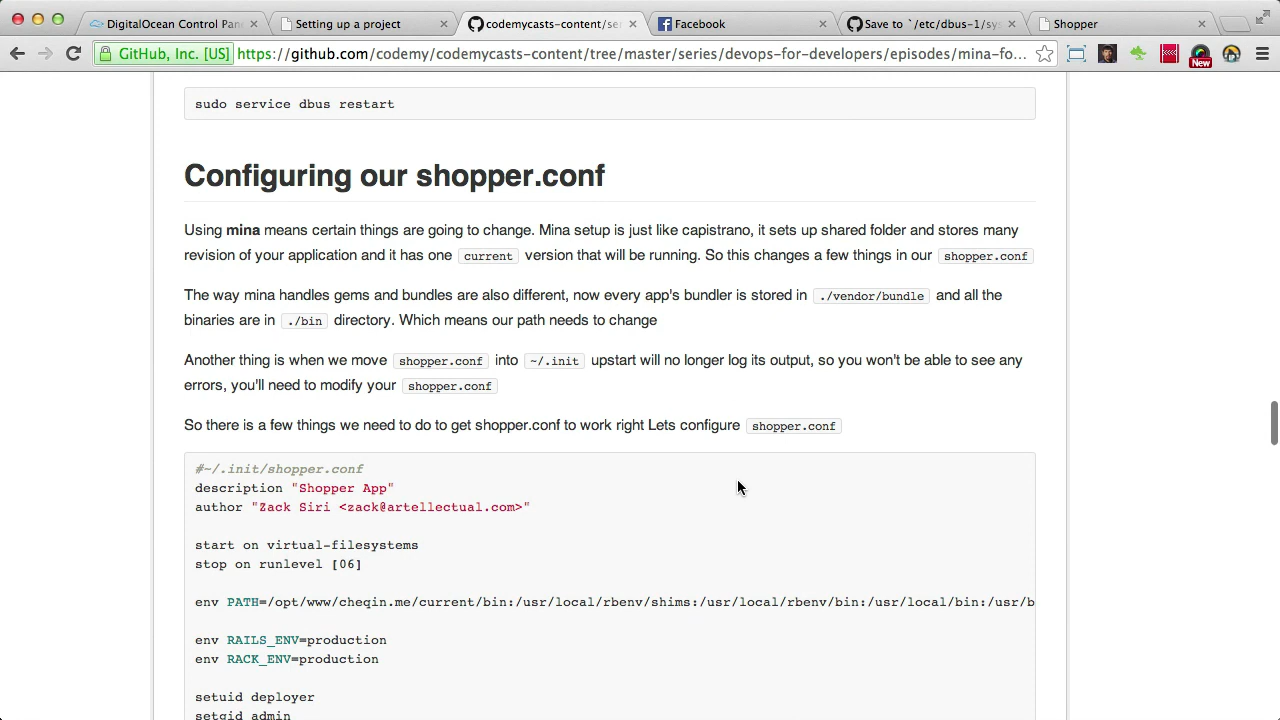 DigitalOcean Control Pan
Setting up a project
codemycasts-content/ser
Facebook
Save to `/etc/dbus-1/sys
Shopper
GitHub, Inc. [US]
https://github.com/codemy/codemycasts-content/tree/master/series/devops-for-developers/episodes/mina-fo...
New
sudo service dbus restart
Configuring our shopper.conf
Using mina means certain things are going to change. Mina setup is just like capistrano, it sets up shared folder and stores many
revision of your application and it has one current version that will be running. So this changes a few things in our shopper.conf
The way mina handles gems and bundles are also different, now every app's bundler is stored in ./vendor/bundle and all the
binaries are in ./bin directory. Which means our path needs to change
Another thing is when we move shopper.conf into ~/.init upstart will no longer log its output, so you won't be able to see any
errors, you'll need to modify your shopper.conf
So there is a few things we need to do to get shopper.conf to work right Lets configure shopper.conf
#~/.init/shopper.conf
description "Shopper App"
author "Zack Siri <zack@artellectual.com>"
start on virtual-filesystems
stop on runlevel [06]
env PATH=/opt/www/cheqin.me/current/bin:/usr/local/rbenv/shims:/usr/local/rbenv/bin:/usr/local/bin:/usr/b
env RAILS_ENV=production
env RACK_ENV=production
setuid deployer
setgid admin